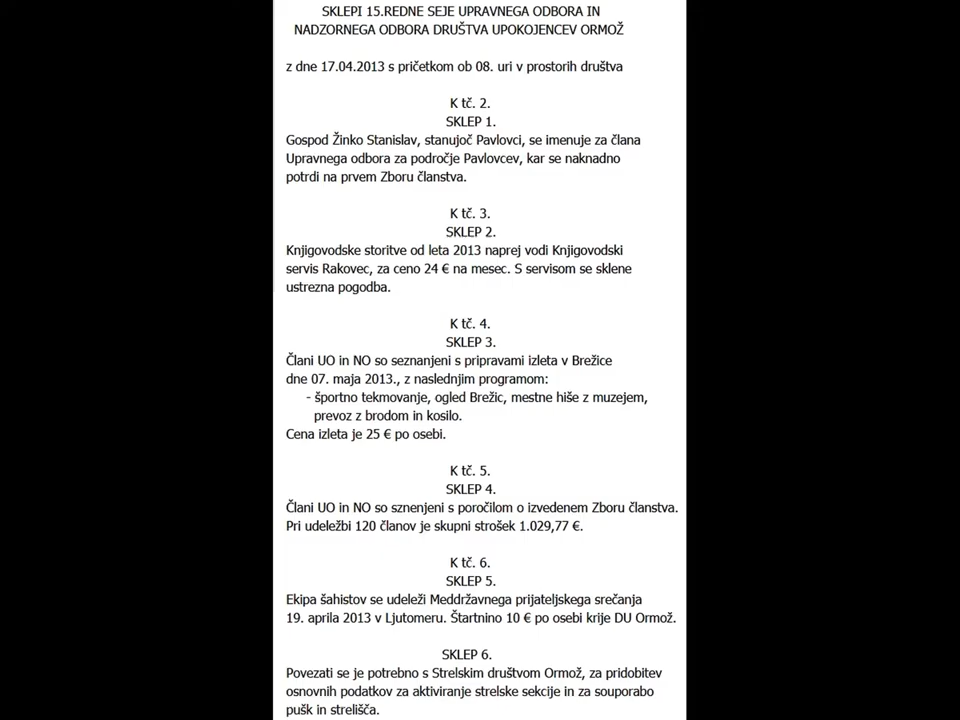 SKLEPI 15.REDNE SEJE UPRAVNEGA ODBORA IN
NADZORNEGA ODBORA DRUŠTVA UPOKOJENCEV ORMOŽ
z dne 17.04.2013 s pričetkom ob 08. uri v prostorih društva
K tč. 2.
SKLEP 1.
Gospod Žinko Stanislav, stanujoč Pavlovci, se imenuje za člana
Upravnega odbora za področje Pavlovcev, kar se naknadno
potrdi na prvem Zboru članstva.
K tč. 3.
SKLEP 2.
Knjigovodske storitve od leta 2013 naprej vodi Knjigovodski
servis Rakovec, za ceno 24 € na mesec. S servisom se sklene
ustrezna pogodba.
K tč. 4.
SKLEP 3.
Člani UO in NO so seznanjeni s pripravami izleta v Brežice
dne 07. maja 2013., z naslednjim programom:
- športno tekmovanje, ogled Brežic, mestne hiše z muzejem,
prevoz z brodom in kosilo.
Cena izleta je 25 € po osebi.
K tč. 5.
SKLEP 4.
Člani UO in NO so sznenjeni s poročilom o izvedenem Zboru članstva.
Pri udeležbi 120 članov je skupni strošek 1.029,77 €.
K tč. 6.
SKLEP 5.
Ekipa šahistov se udeleži Meddržavnega prijateljskega srečanja
19. aprila 2013 v Ljutomeru. Štartnino 10 € po osebi krije DU Ormož.
SKLEP 6.
Povezati se je potrebno s Strelskim društvom Ormož, za pridobitev
osnovnih podatkov za aktiviranje strelske sekcije in za souporabo
pušk in strelišča.